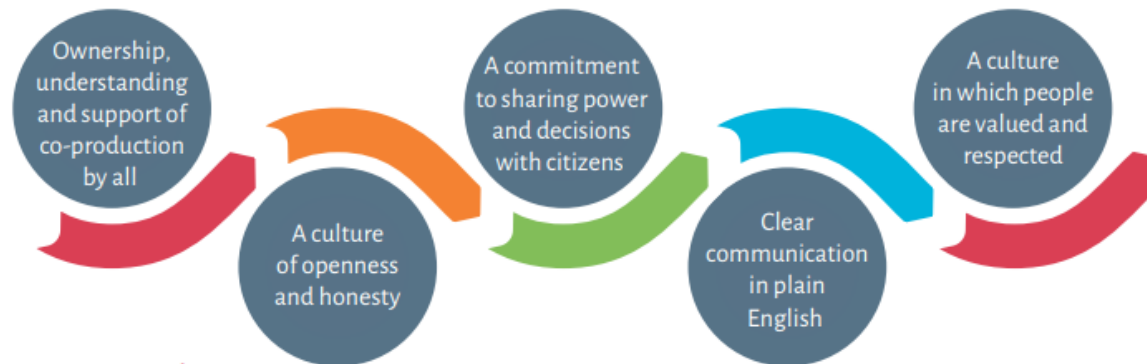 Ownership,
understanding
and support of
co-production
by all
A culture
of openness
and honesty
A commitment
to sharing power
and decisions
with citizens
Clear
communication
in plain
English
A culture
in which people
are valued and
respected